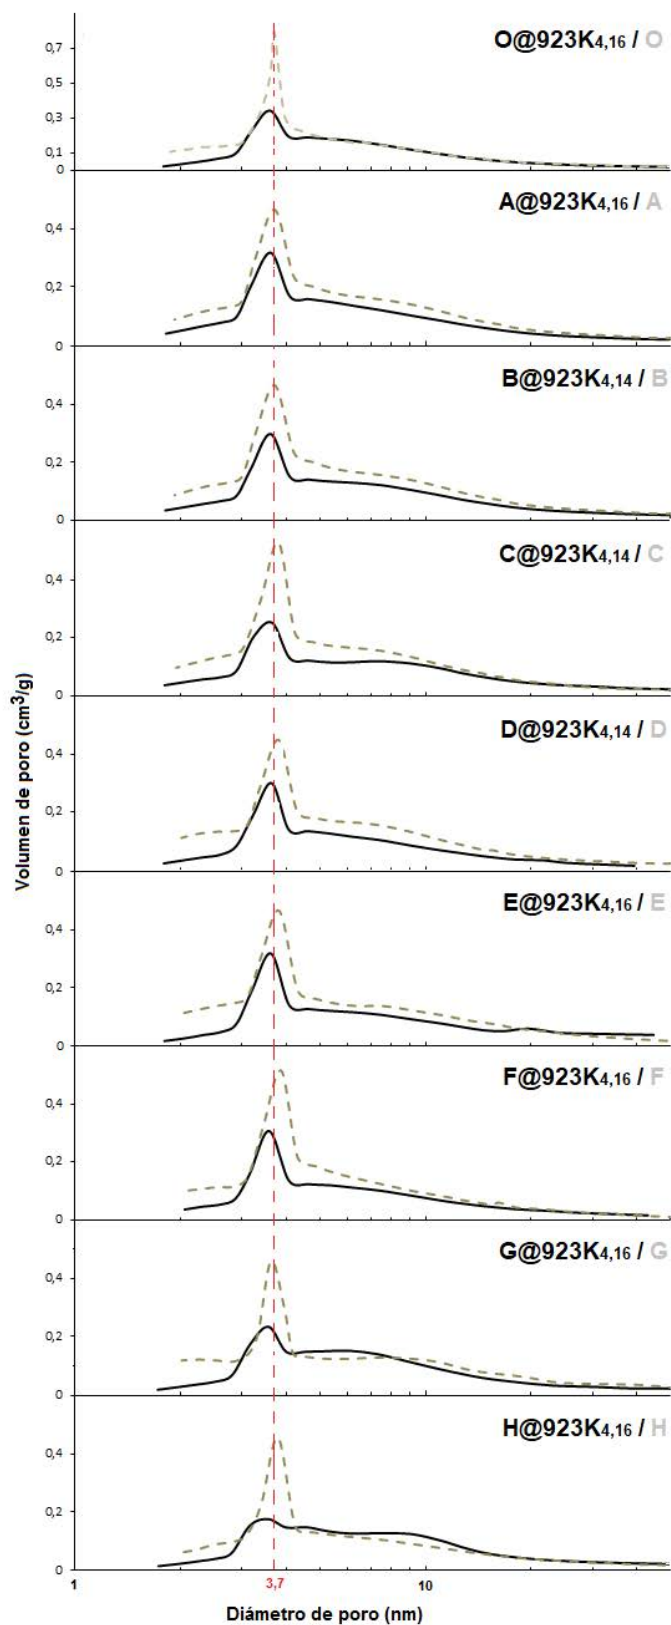 O@923K4,16 / O
0,7
0,5
0,3
0,1
0
A@923K4,16 / A
0,4
0,2
0
B@923K4,14 / B
0,4
0,2
0
C@923K4,14 / C
0,4
0,2
0
D@923K4,14 / D
0,4
0,2
0
E@923K4,16 / E
0,4
0,2
0
F@923K4,16 / F
0,4
0,2
0
G@923K4,16 / G
0,4
0,2
0
H@923K4,16 / H
0,4
0,2
0
Volumen de poro (cm³/g)
1
3,7
10
Diámetro de poro (nm)